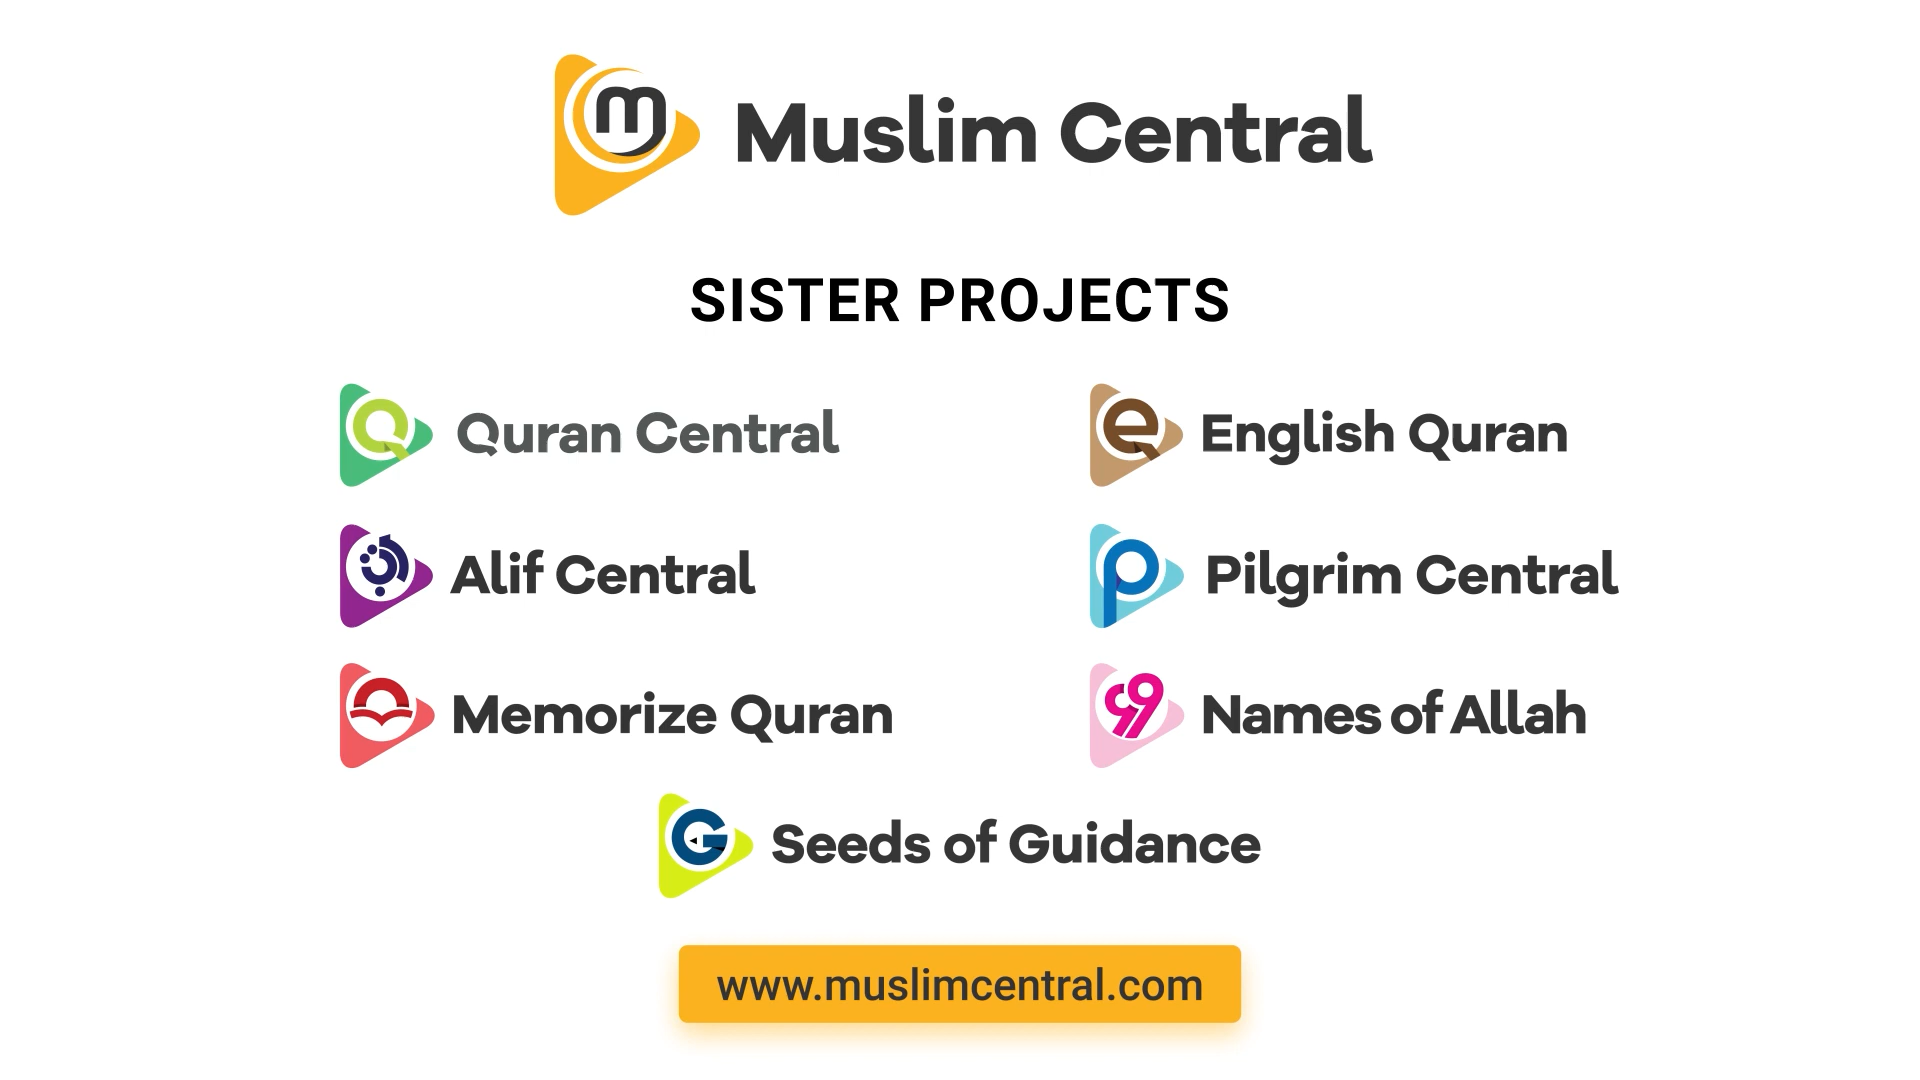 Muslim Central
SISTER PROJECTS
Quran Central
English Quran
Alif Central
Pilgrim Central
Memorize Quran
99 Names of Allah
Seeds of Guidance
www.muslimcentral.com